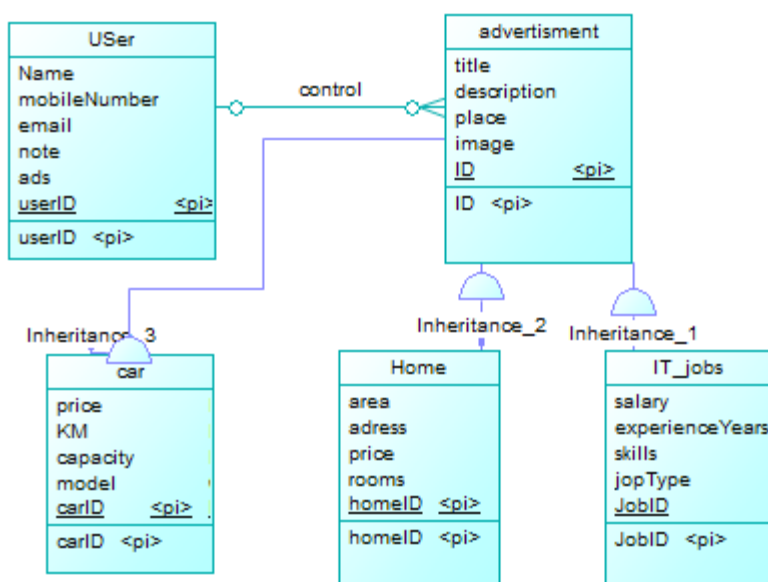 USer
Name
mobileNumber
email
note
ads
userID <pi>
userID <pi>
control
advertisment
title
description
place
image
ID <pi>
ID <pi>
Inheritance_3
Inheritance_2
Inheritance_1
car
price
KM
capacity
model
carID <pi>
carID <pi>
Home
area
adress
price
rooms
homeID <pi>
homeID <pi>
IT_jobs
salary
experienceYears
skills
jopType
JobID
JobID <pi>